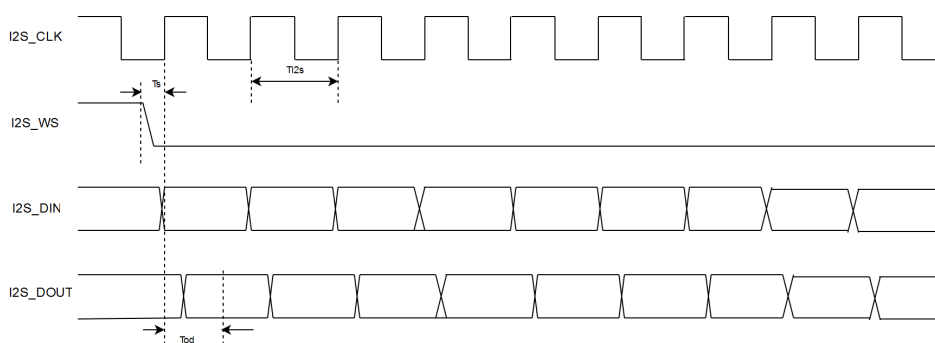 I2S_CLK
Ts
Ti2s
I2S_WS
I2S_DIN
I2S_DOUT
Tod